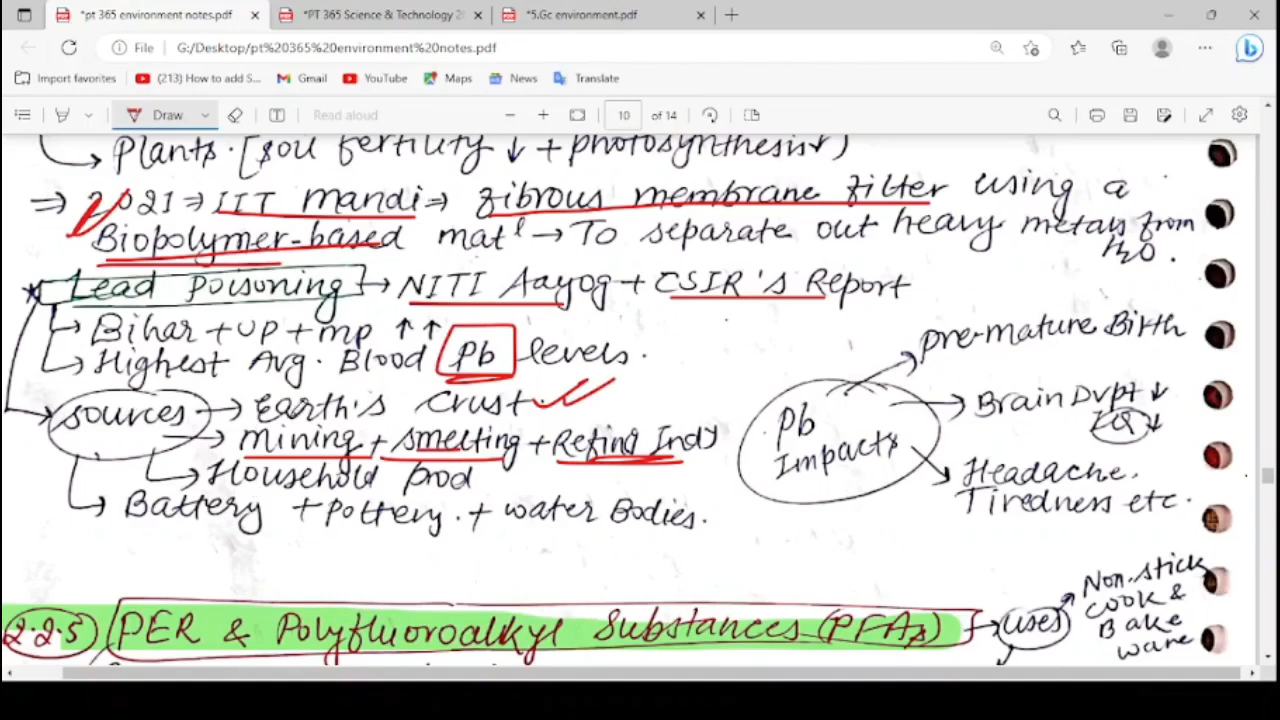 *pt 365 environment notes.pdf
*PT 365 Science & Technology 2
*5.Gc environment.pdf
File
G:/Desktop/pt%20365%20environment%20notes.pdf
Import favorites
(213) How to add S...
Gmail
YouTube
Maps
News
Translate
Draw
Read aloud
10 of 14
→ Plants. [soil fertility ↓ + photosynthesis↓)
⇒ 2021 ⇒ IIT mandi ⇒ fibrous membrane filter using a
Biopolymer-based matl → To separate out heavy metals from
H2O.
Lead Poisoning → NITI Aayog + CSIR's Report
→ Bihar + UP + mp ↑↑
→ Highest Avg. Blood Pb levels.
sources → Earth's crust.
→ mining + smelting + Refing Indy
→ Household prod
→ Battery + pottery. + water Bodies.
Pb
Impacts
pre-mature Birth
Brain Dvpt ↓
IQ ↓
Headache.
Tiredness etc.
2.2.5) PER & Polyfluoroalkyl Substances (PFAs) → uses
Non-stick
cook &
Bake
ware